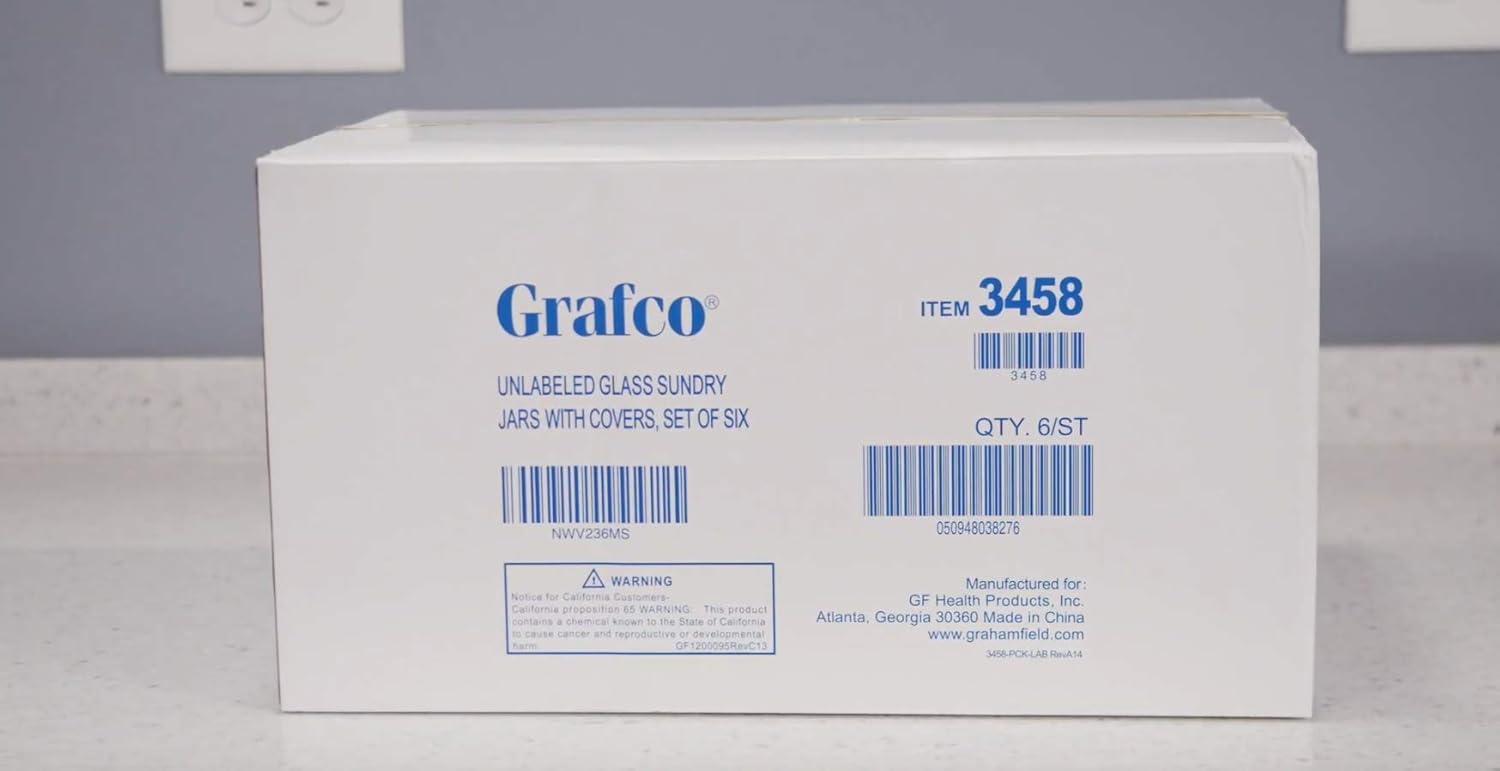 Grafco®
UNLABELED GLASS SUNDRY
JARS WITH COVERS, SET OF SIX
NWV236MS
⚠ WARNING
Notice for California Customers-
California proposition 65 WARNING: This product
contains a chemical known to the State of California
to cause cancer and reproductive or developmental
harm. GF1200095RevC13
ITEM 3458
3458
QTY. 6/ST
050948038276
Manufactured for:
GF Health Products, Inc.
Atlanta, Georgia 30360 Made in China
www.grahamfield.com
3458-PCK-LAB RevA14